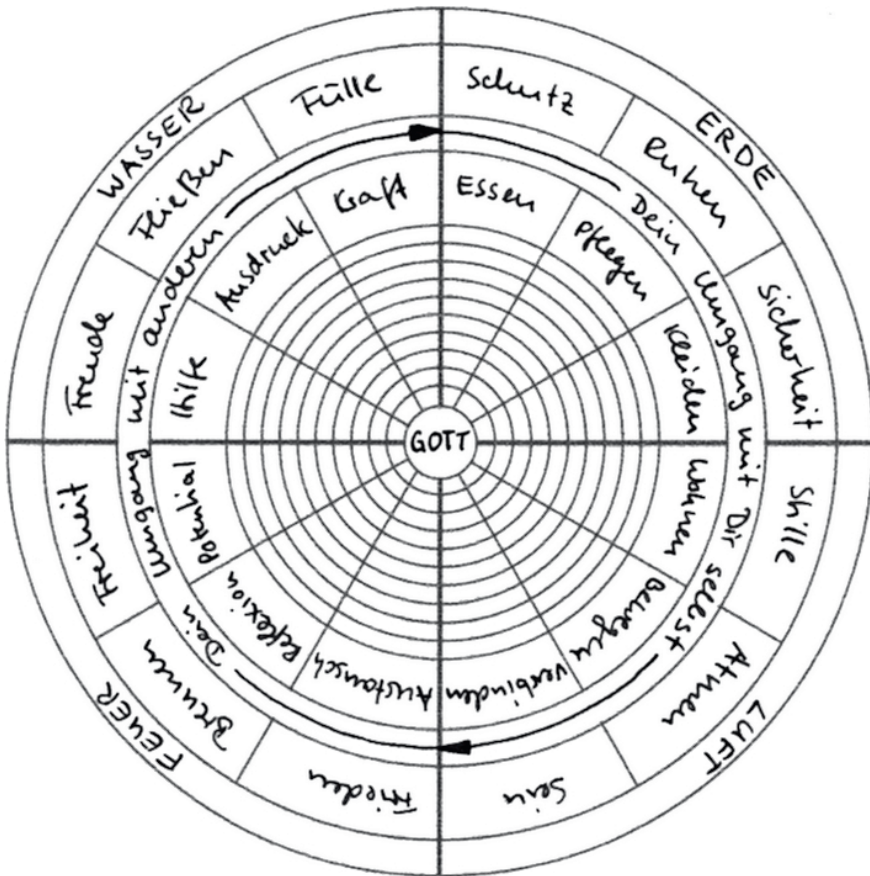 WASSER
ERDE
LUFT
FEUER
Schutz
Ruhen
Sicherheit
Stille
Atmen
Sein
Frieden
Brennen
Freiheit
Freude
Fließen
Fülle
Dein Umgang mit Dir selbst
Dein Umgang mit anderen
Essen
Pflegen
Kleiden
Wohnen
Bewegen
Verbinden
Austausch
Reflexion
Potential
Hilfe
Ausdruck
Kraft
GOTT